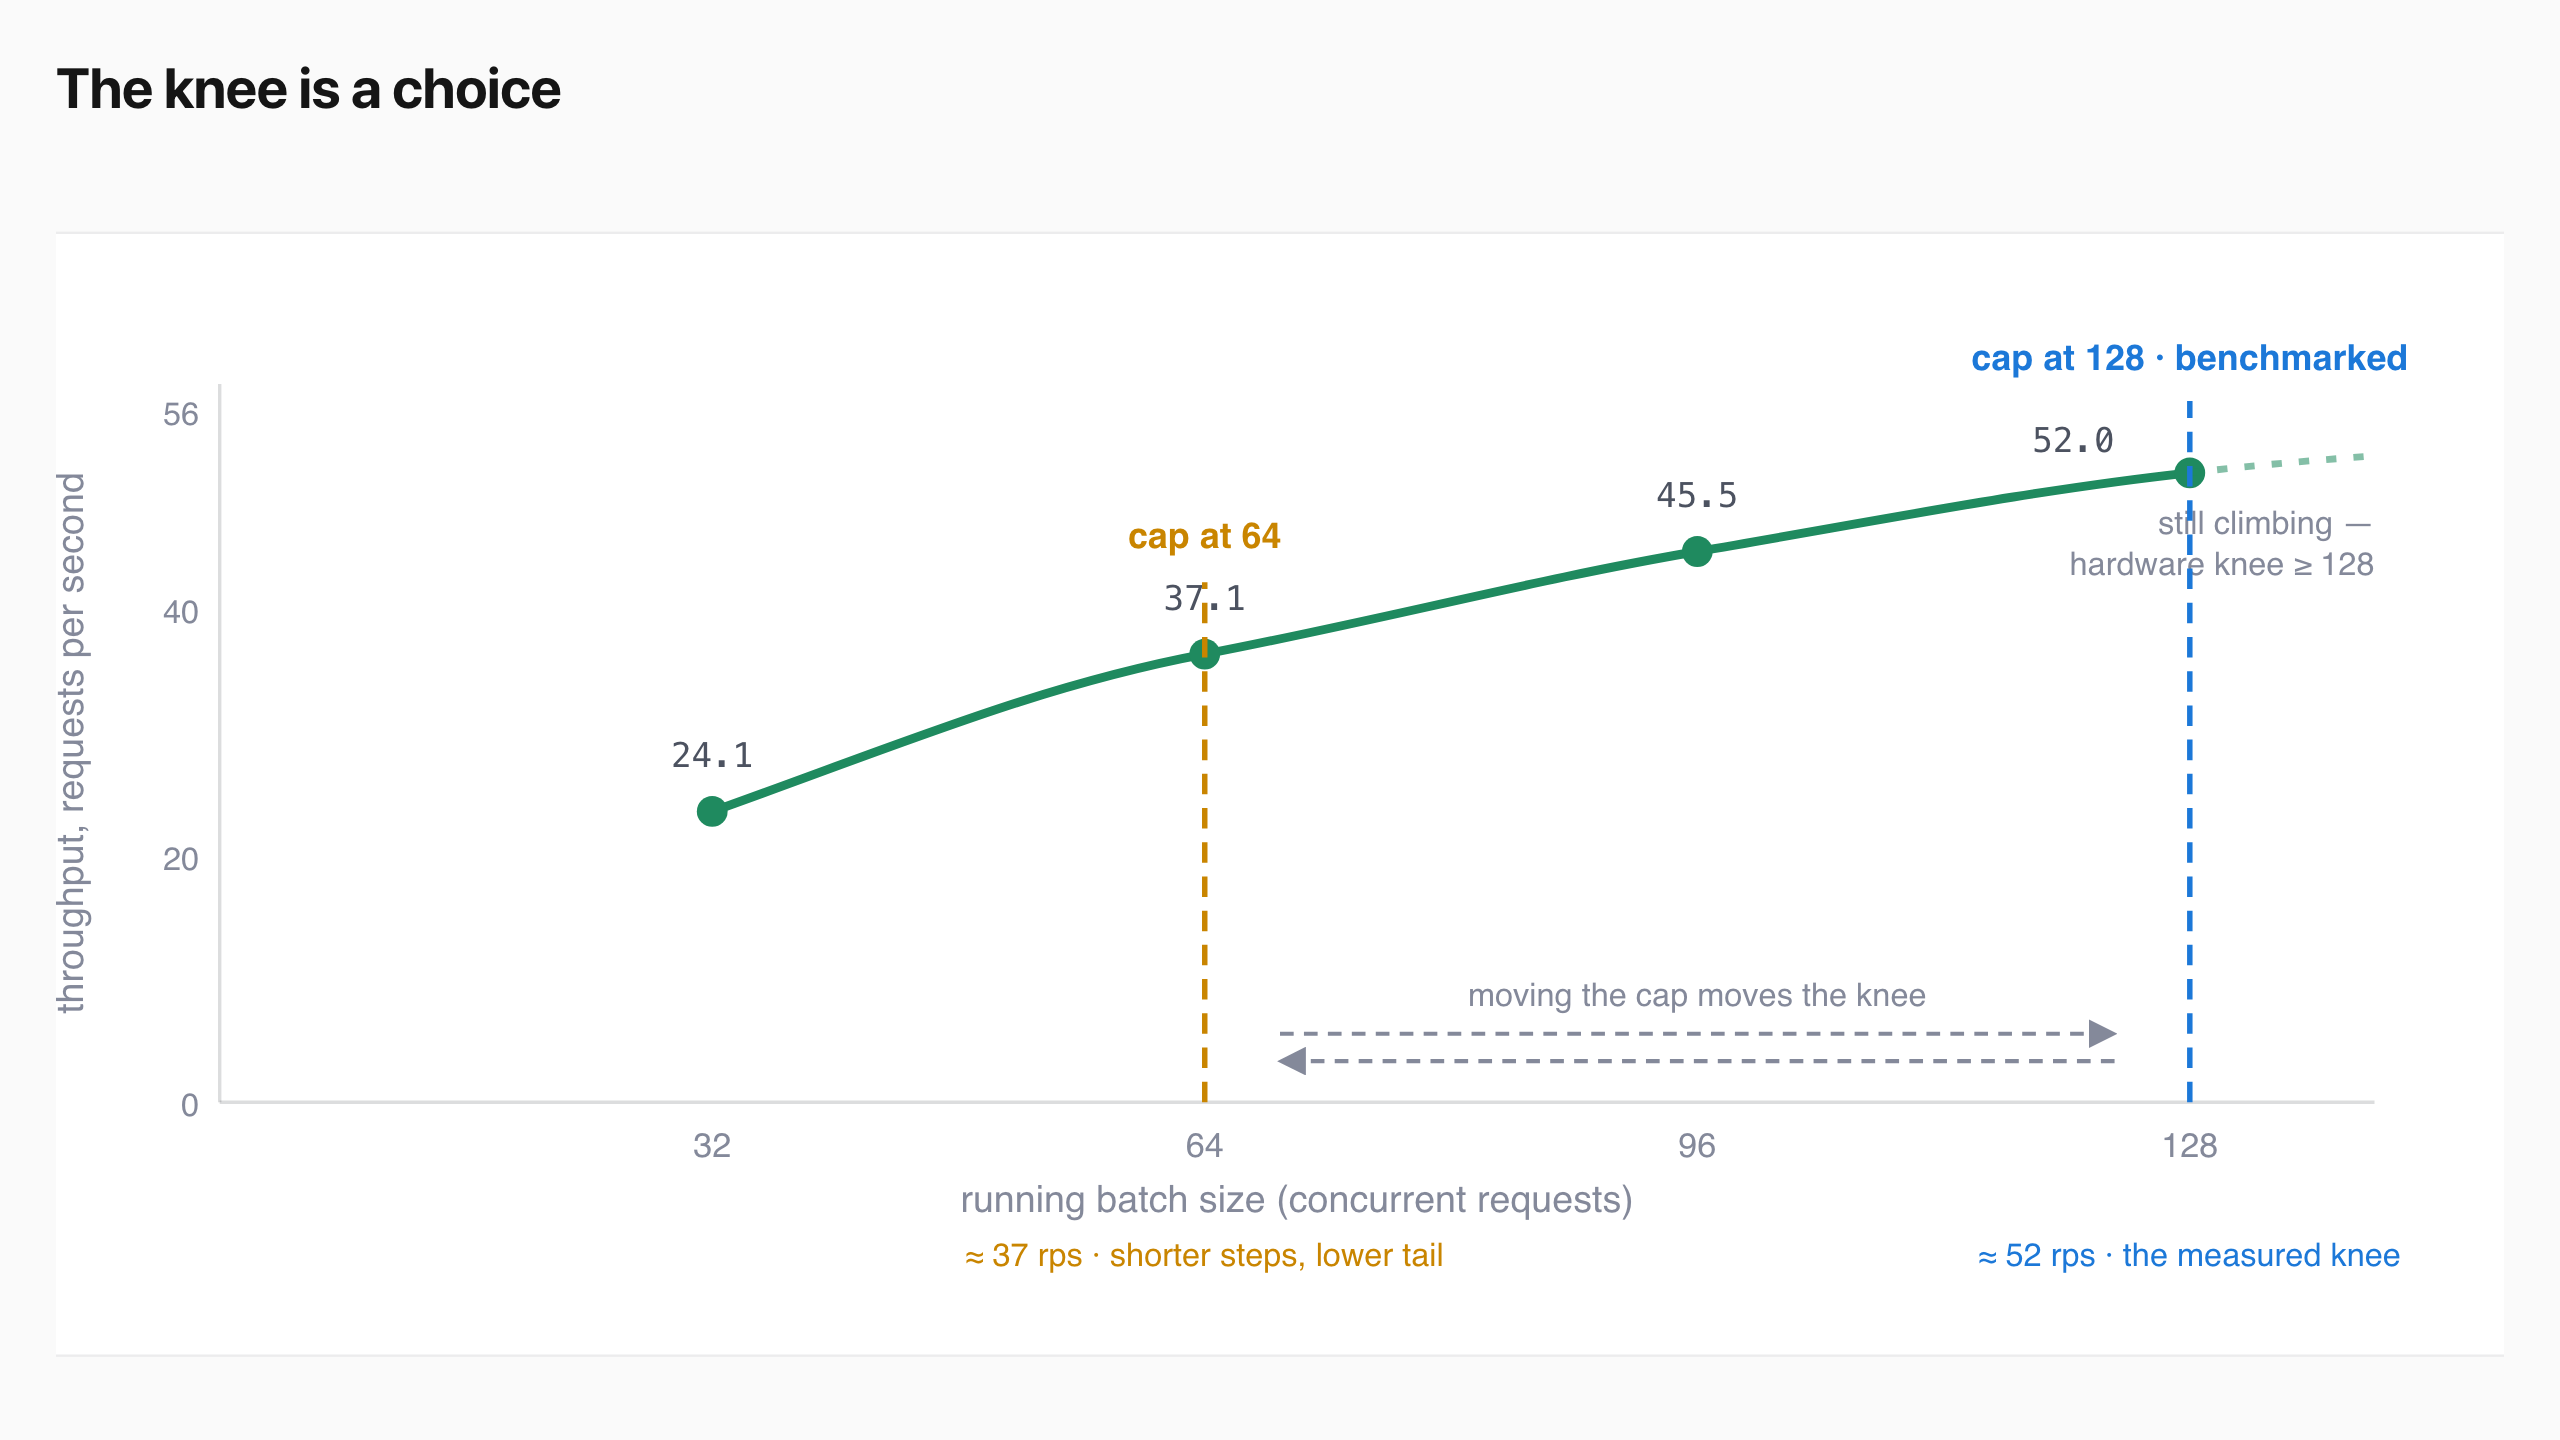 The knee is a choice
cap at 128 · benchmarked
56
52.0
45.5
still climbing —
cap at 64
hardware knee ≥ 128
37.1
40
throughput, requests per second
24.1
20
moving the cap moves the knee
0
32
64
96
128
running batch size (concurrent requests)
≈ 37 rps · shorter steps, lower tail
≈ 52 rps · the measured knee